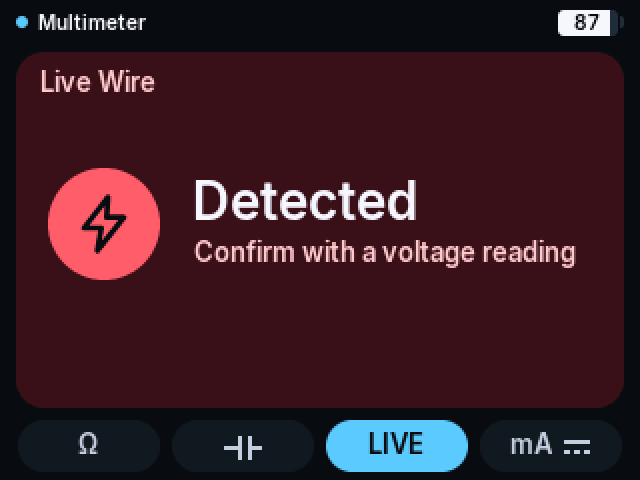 Multimeter
87
Live Wire
Detected
Confirm with a voltage reading
Ω
LIVE
mA